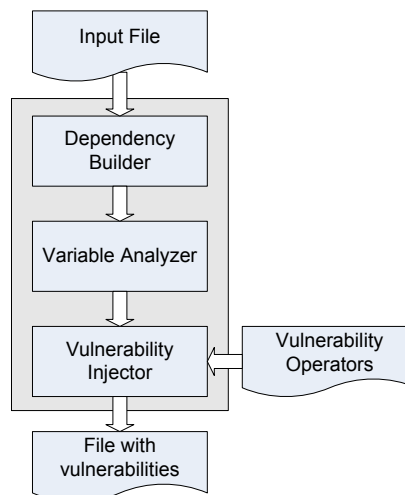 Input File
Dependency
Builder
Variable Analyzer
Vulnerability
Injector
Vulnerability
Operators
File with
vulnerabilities